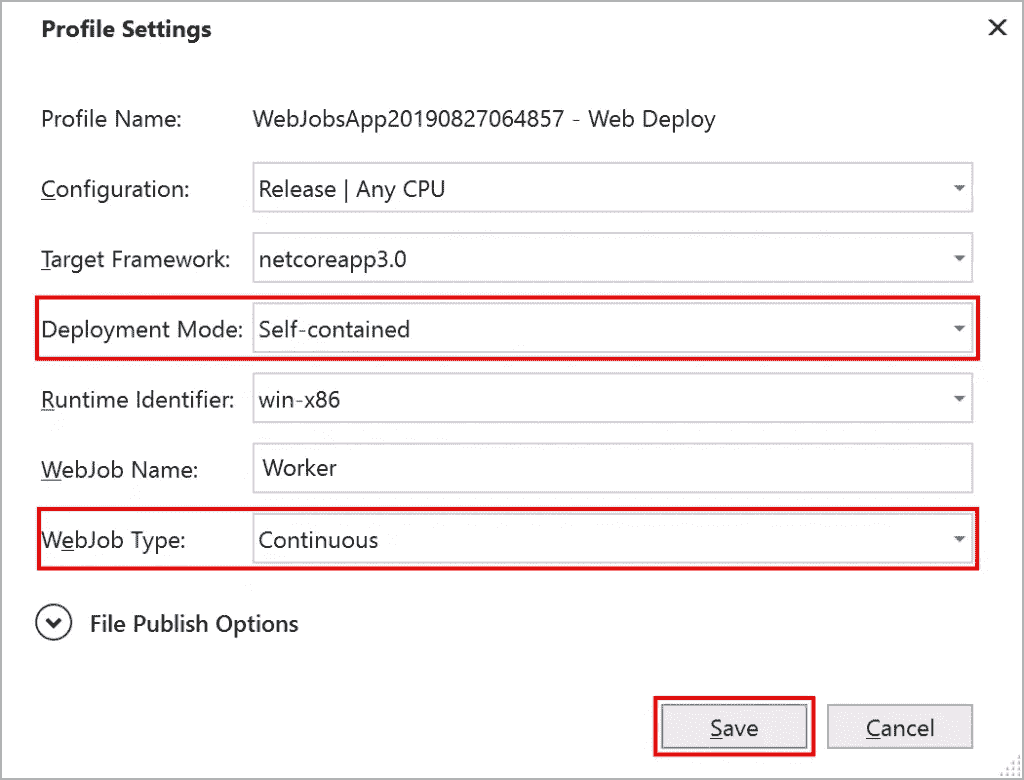 Profile Settings
Profile Name: WebJobsApp20190827064857 - Web Deploy
Configuration: Release | Any CPU
Target Framework: netcoreapp3.0
Deployment Mode: Self-contained
Runtime Identifier: win-x86
WebJob Name: Worker
WebJob Type: Continuous
File Publish Options
Save Cancel